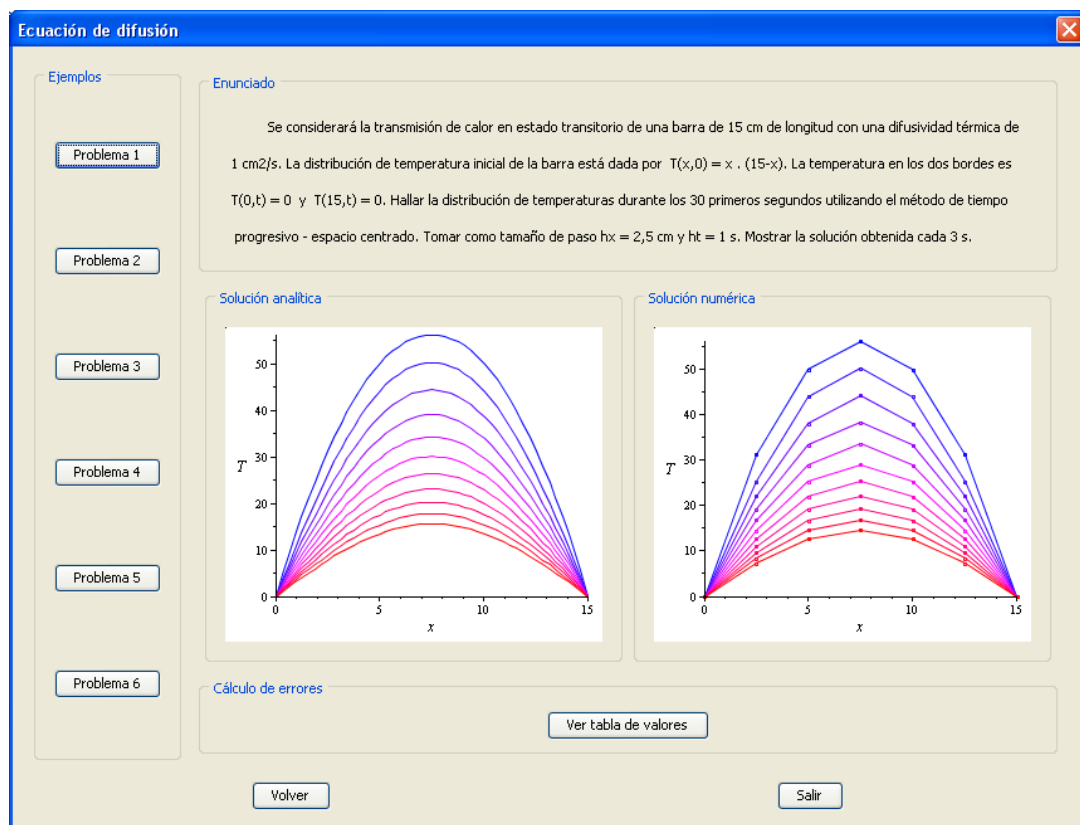 Ecuación de difusión
Ejemplos
Problema 1
Problema 2
Problema 3
Problema 4
Problema 5
Problema 6
Enunciado
Se considerará la transmisión de calor en estado transitorio de una barra de 15 cm de longitud con una difusividad térmica de
1 cm2/s. La distribución de temperatura inicial de la barra está dada por T(x,0) = x . (15-x). La temperatura en los dos bordes es
T(0,t) = 0 y T(15,t) = 0. Hallar la distribución de temperaturas durante los 30 primeros segundos utilizando el método de tiempo
progresivo - espacio centrado. Tomar como tamaño de paso hx = 2,5 cm y ht = 1 s. Mostrar la solución obtenida cada 3 s.
Solución analítica
50
40
T 30
20
10
0
0 5 10 15
x
Solución numérica
50
40
T 30
20
10
0
0 5 10 15
x
Cálculo de errores
Ver tabla de valores
Volver
Salir